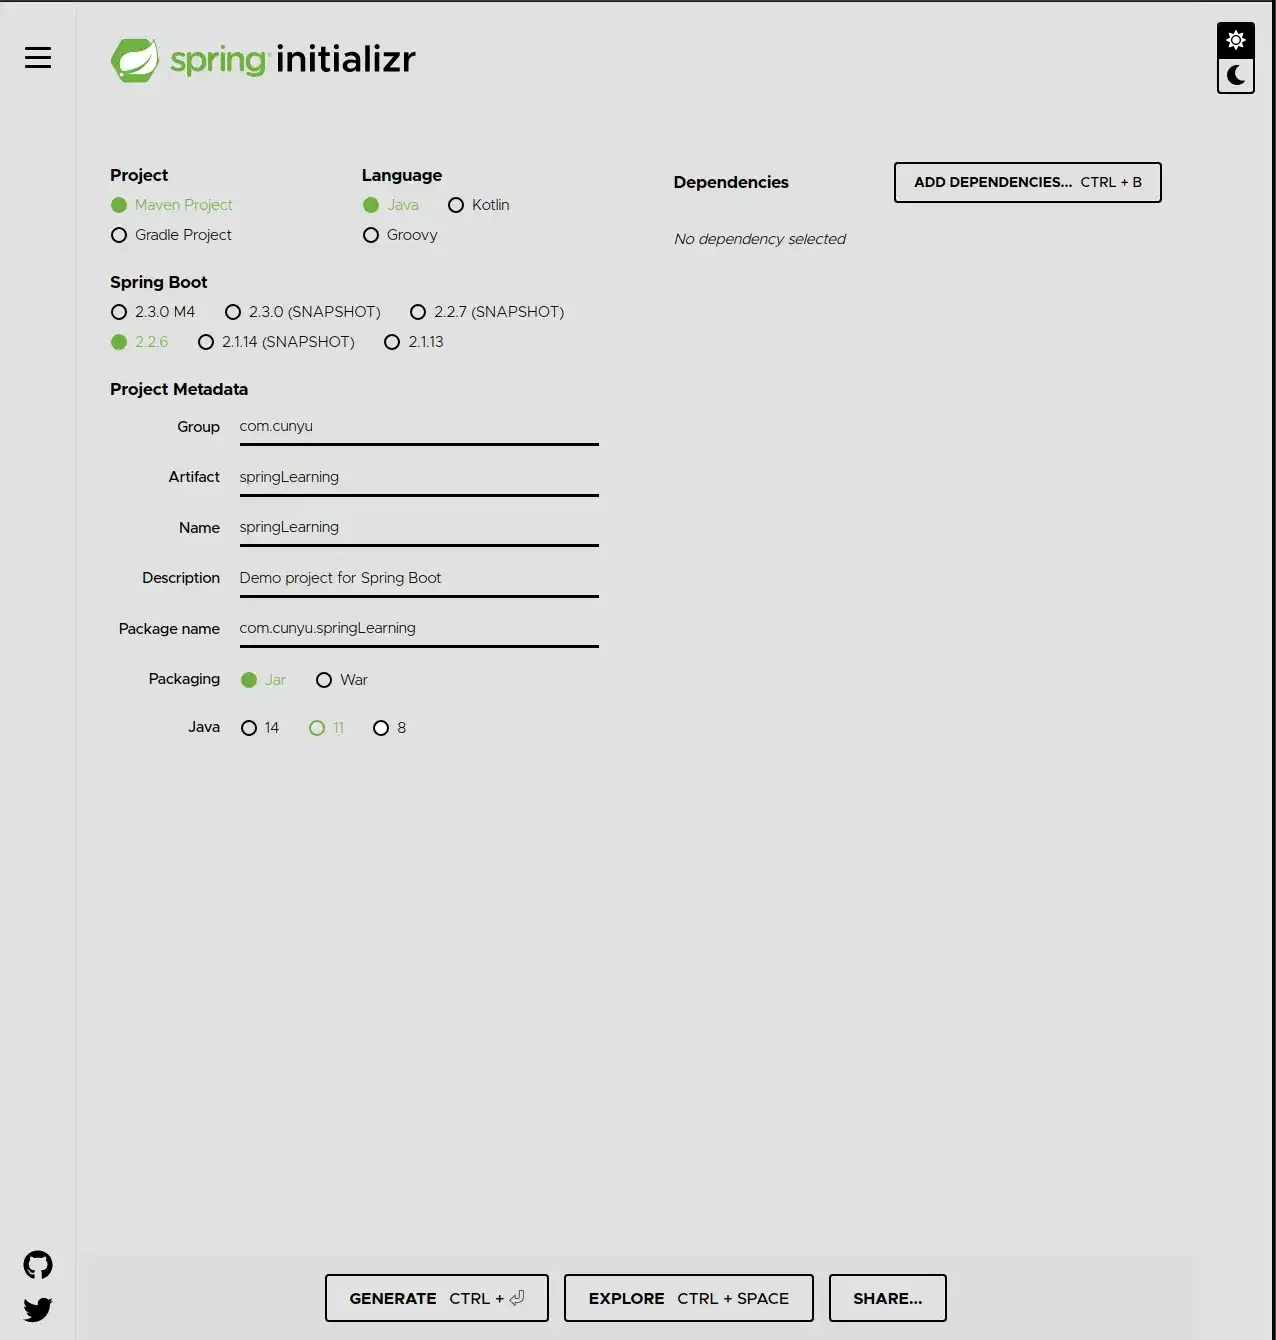 spring initializr
Project
Maven Project
Gradle Project
Language
Java Kotlin
Groovy
Spring Boot
2.3.0 M4 2.3.0 (SNAPSHOT) 2.2.7 (SNAPSHOT)
2.2.6 2.1.14 (SNAPSHOT) 2.1.13
Project Metadata
Group com.cunyu
Artifact springLearning
Name springLearning
Description Demo project for Spring Boot
Package name com.cunyu.springLearning
Packaging Jar War
Java 14 11 8
Dependencies ADD DEPENDENCIES... CTRL + B
No dependency selected
GENERATE CTRL + ⏎ EXPLORE CTRL + SPACE SHARE...